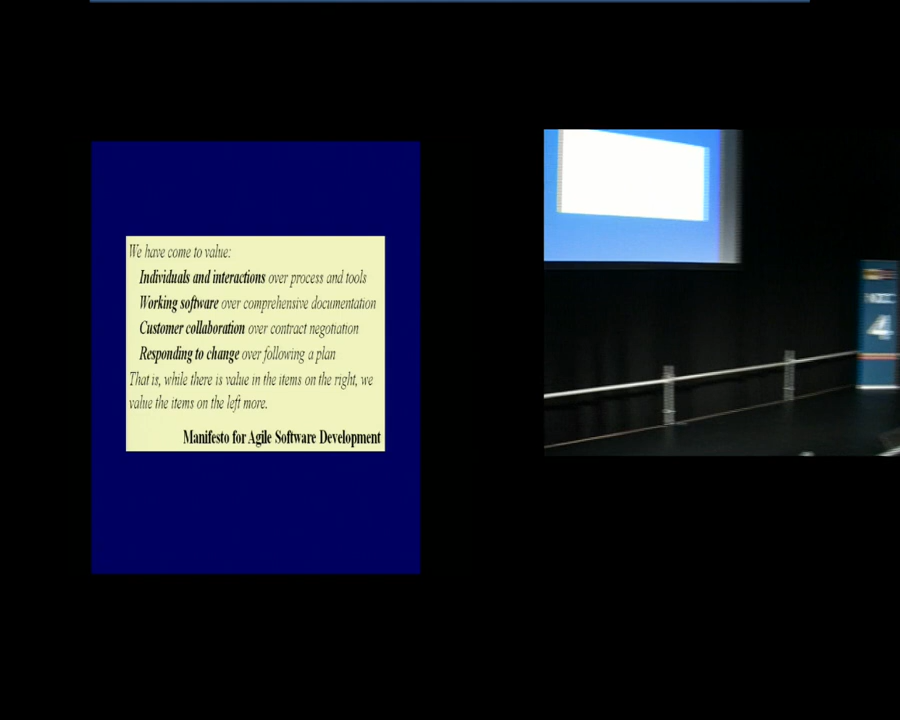 We have come to value:
Individuals and interactions over process and tools
Working software over comprehensive documentation
Customer collaboration over contract negotiation
Responding to change over following a plan
That is, while there is value in the items on the right, we
value the items on the left more.
Manifesto for Agile Software Development
4